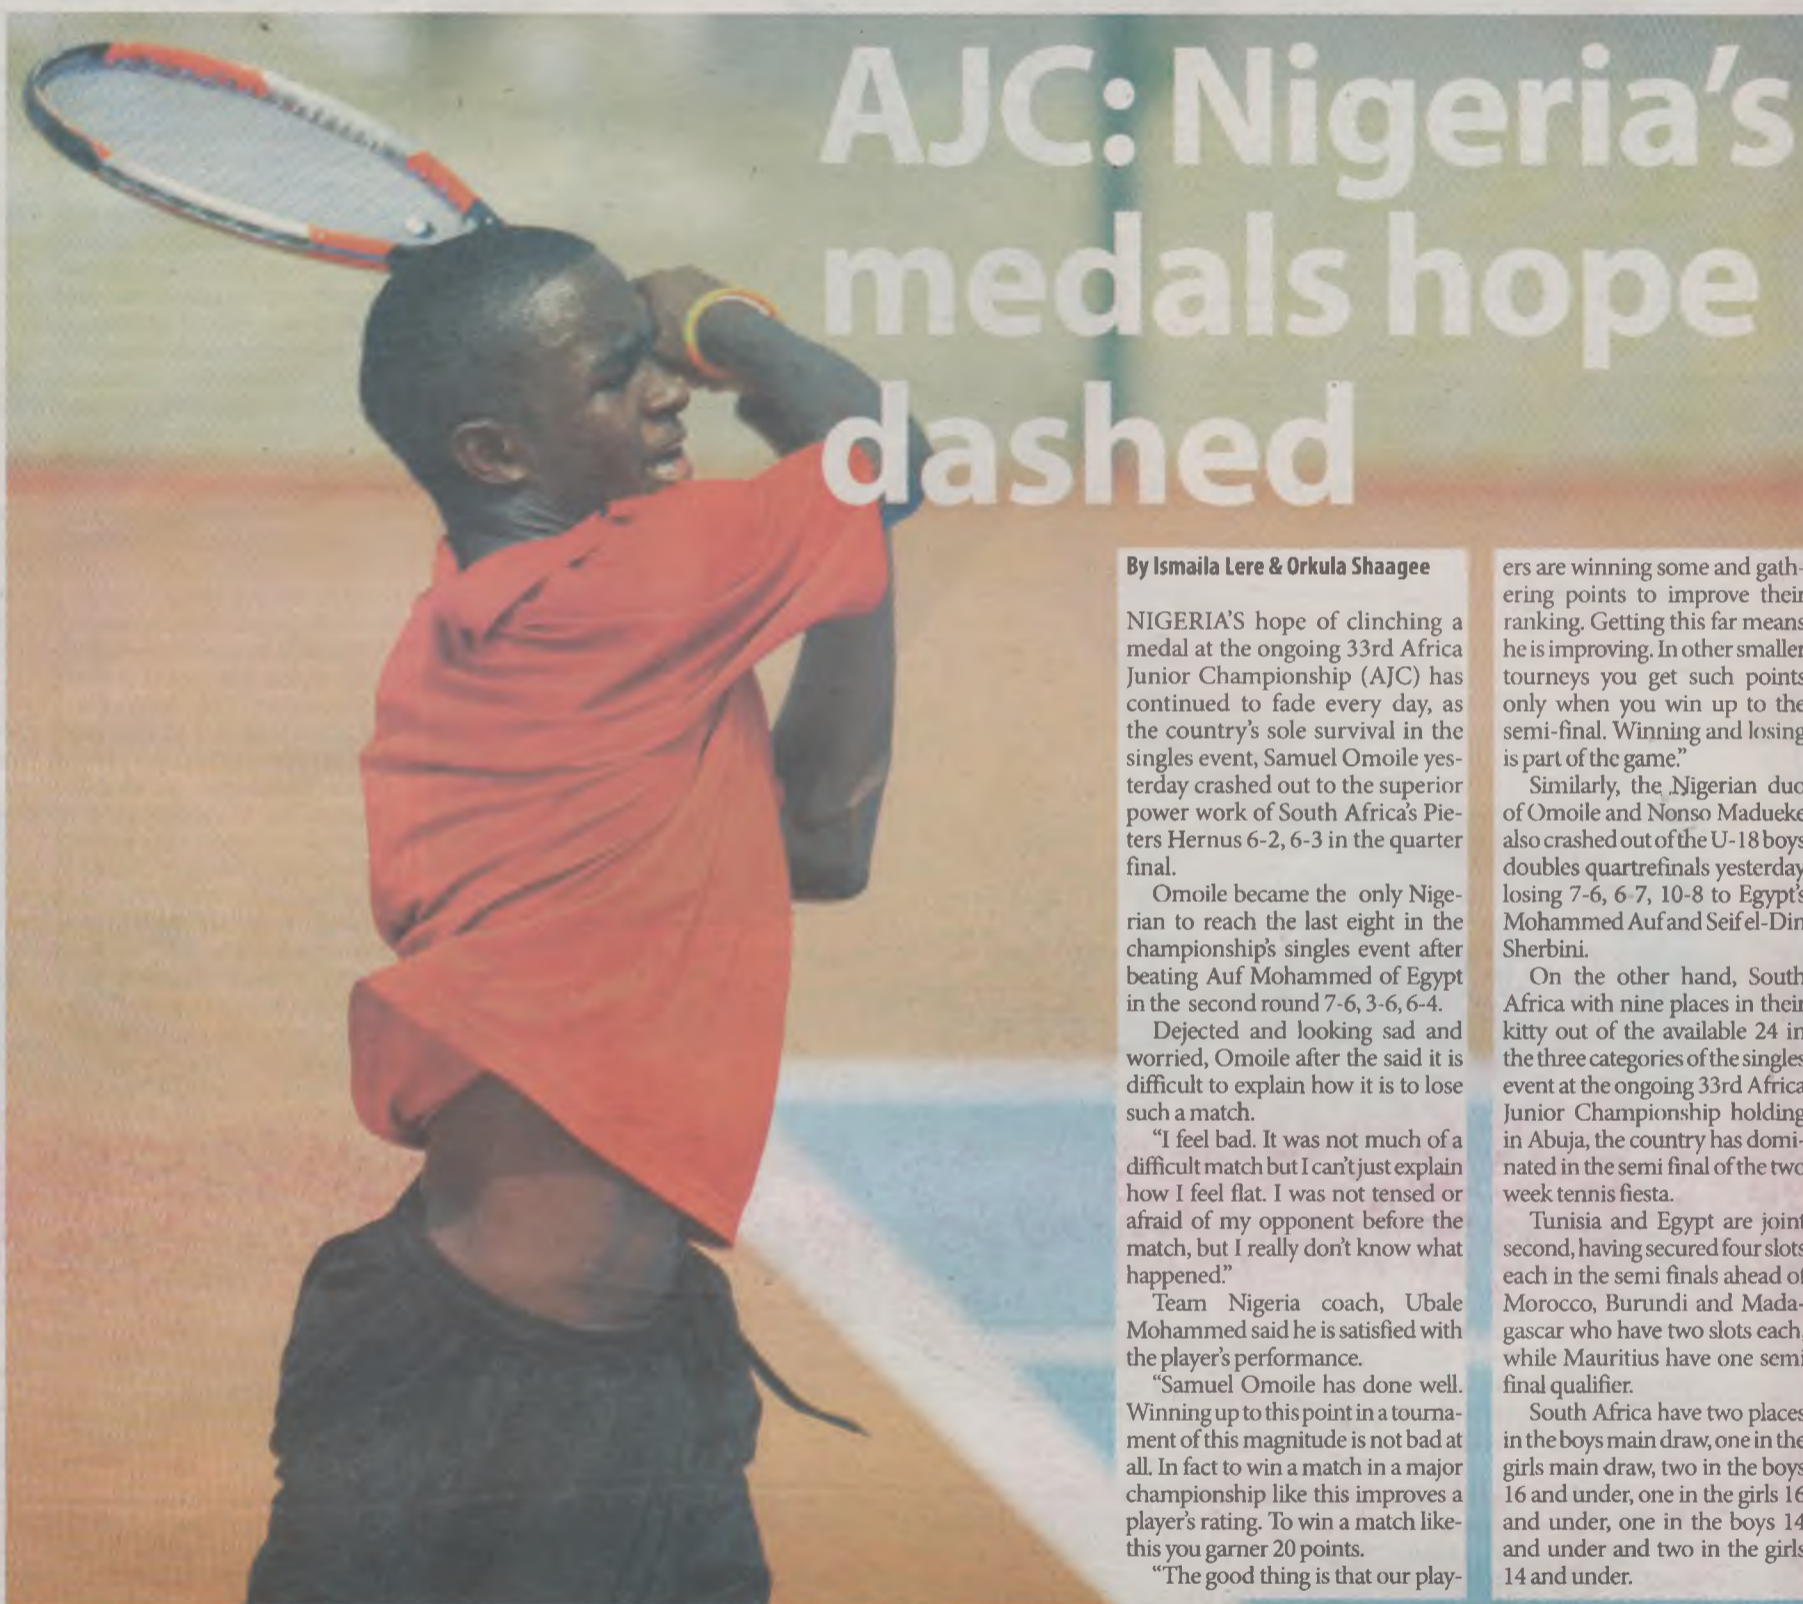 AJC: Nigeria's
medals hope
dashed
By Ismaila Lere & Orkula Shaagee
NIGERIA'S hope of clinching a
medal at the ongoing 33rd Africa
Junior Championship (AJC) has
continued to fade every day, as
the country's sole survival in the
singles event, Samuel Omoile yes-
terday crashed out to the superior
power work of South Africa's Pie-
ters Hernus 6-2, 6-3 in the quarter
final.
Omoile became the only Nige-
rian to reach the last eight in the
championship's singles event after
beating Auf Mohammed of Egypt
in the second round 7-6, 3-6, 6-4.
Dejected and looking sad and
worried, Omoile after the said it is
difficult to explain how it is to lose
such a match.
"I feel bad. It was not much of a
difficult match but I can't just explain
how I feel flat. I was not tensed or
afraid of my opponent before the
match, but I really don't know what
happened."
Team Nigeria coach, Ubale
Mohammed said he is satisfied with
the player's performance.
"Samuel Omoile has done well.
Winning up to this point in a tourna-
ment of this magnitude is not bad at
all. In fact to win a match in a major
championship like this improves a
player's rating. To win a match like-
this you garner 20 points.
"The good thing is that our play-
ers are winning some and gath-
ering points to improve their
ranking. Getting this far means
he is improving. In other smaller
tourneys you get such points
only when you win up to the
semi-final. Winning and losing
is part of the game."
Similarly, the Nigerian duo
of Omoile and Nonso Madueke
also crashed out of the U-18 boys
doubles quartrefinals yesterday
losing 7-6, 6-7, 10-8 to Egypt's
Mohammed Auf and Seif el-Din
Sherbini.
On the other hand, South
Africa with nine places in their
kitty out of the available 24 in
the three categories of the singles
event at the ongoing 33rd Africa
Junior Championship holding
in Abuja, the country has domi-
nated in the semi final of the two
week tennis fiesta.
Tunisia and Egypt are joint
second, having secured four slots
each in the semi finals ahead of
Morocco, Burundi and Mada-
gascar who have two slots each,
while Mauritius have one semi
final qualifier.
South Africa have two places
in the boys main draw, one in the
girls main draw, two in the boys
16 and under, one in the girls 16
and under, one in the boys 14
and under and two in the girls
14 and under.